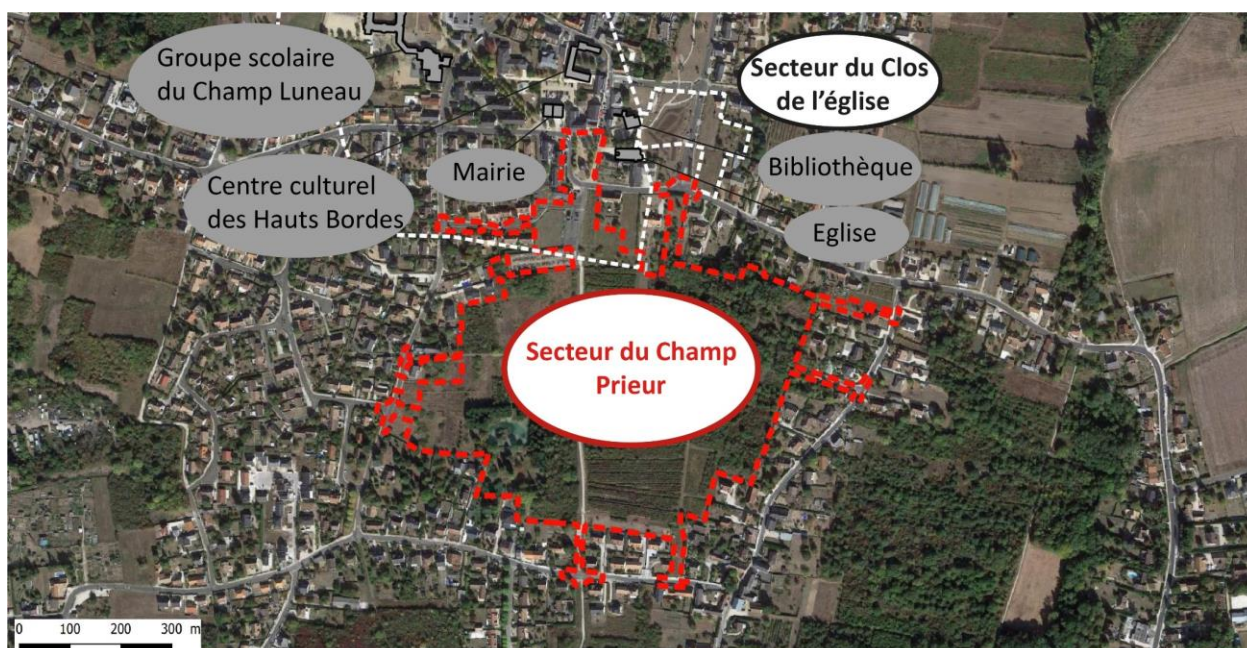 Groupe scolaire
du Champ Luneau
Secteur du Clos
de l'église
Mairie
Bibliothèque
Centre culturel
des Hauts Bordes
Eglise
Secteur du Champ
Prieur
0 100 200 300 m